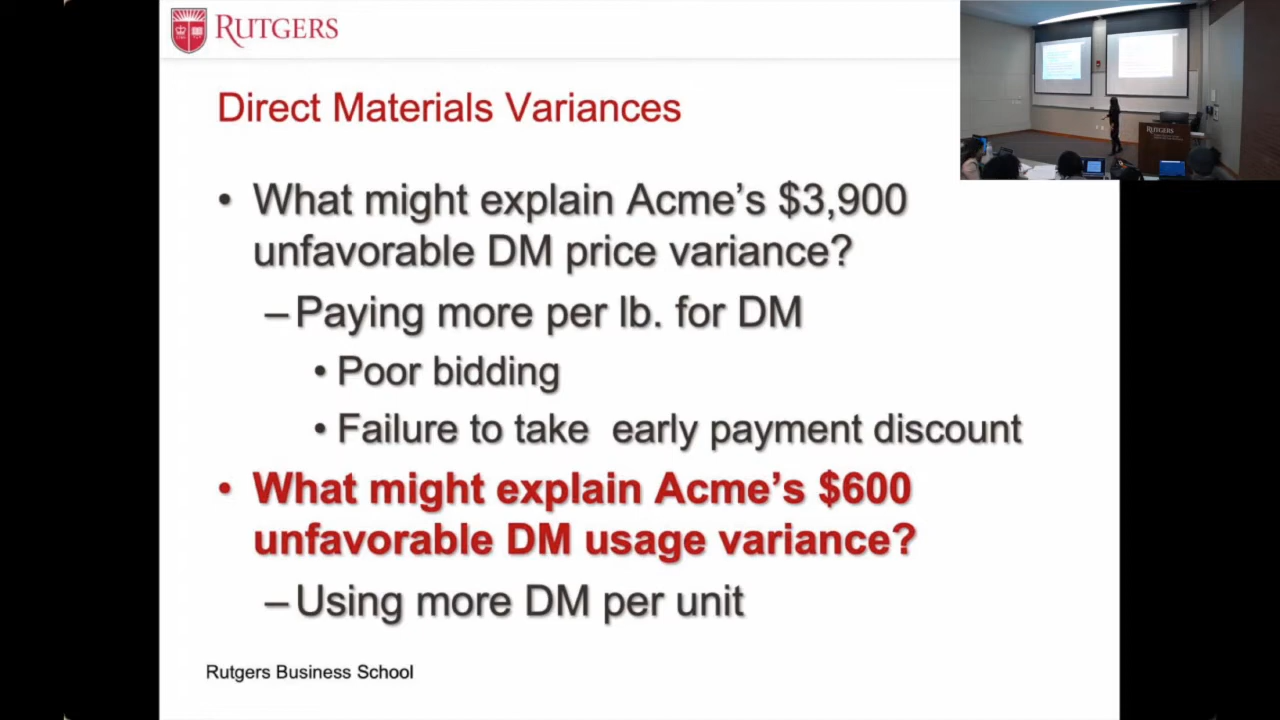 RUTGERS
Direct Materials Variances
• What might explain Acme's $3,900
unfavorable DM price variance?
– Paying more per lb. for DM
• Poor bidding
• Failure to take early payment discount
• What might explain Acme's $600
unfavorable DM usage variance?
– Using more DM per unit
Rutgers Business School
RUTGERS